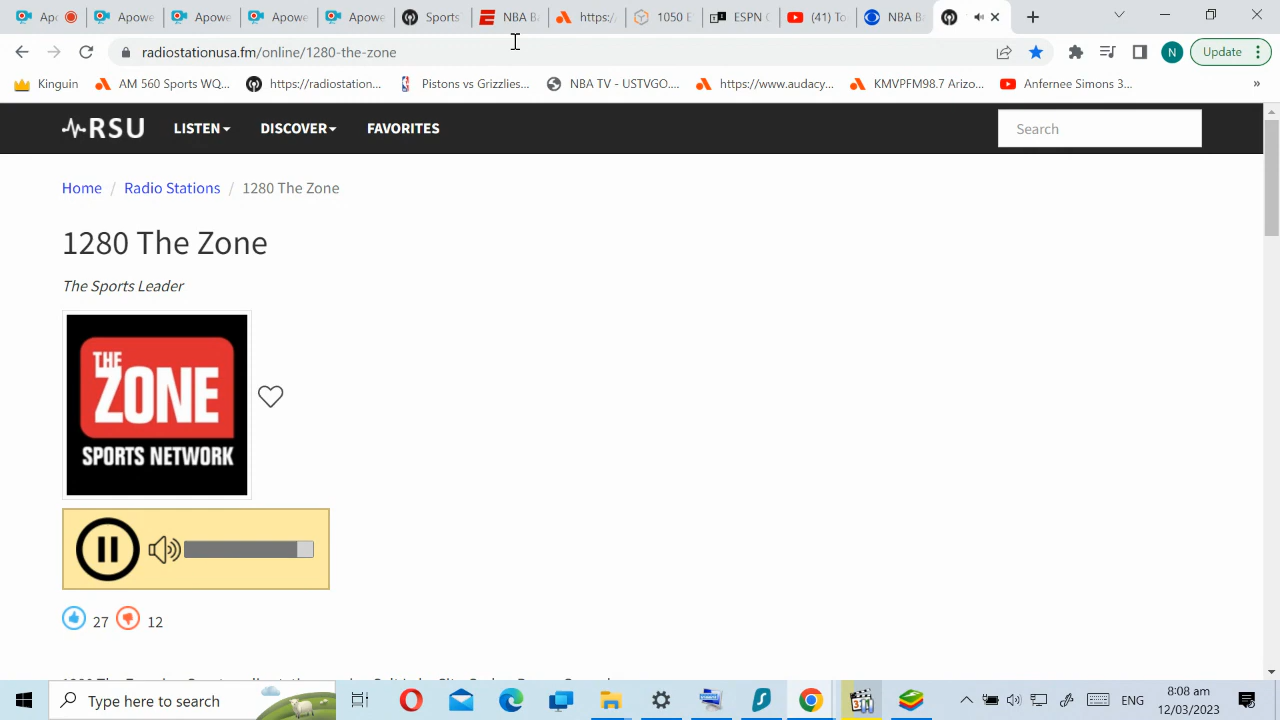 Apo
Apowe
Apowe
Apowe
Apowe
Sports
NBA B
https:/
1050 E
ESPN
(41) To
NBA B
radiostationusa.fm/online/1280-the-zone
N
Update
Kinguin
AM 560 Sports WQ...
https://radiostation...
Pistons vs Grizzlies...
NBA TV - USTVGO....
https://www.audacy...
KMVPFM98.7 Arizo...
Anfernee Simons 3...
»
RSU
LISTEN
DISCOVER
FAVORITES
Search
Home / Radio Stations / 1280 The Zone
1280 The Zone
The Sports Leader
THE
ZONE
SPORTS NETWORK
27
12
Type here to search
ENG
8:08 am
12/03/2023